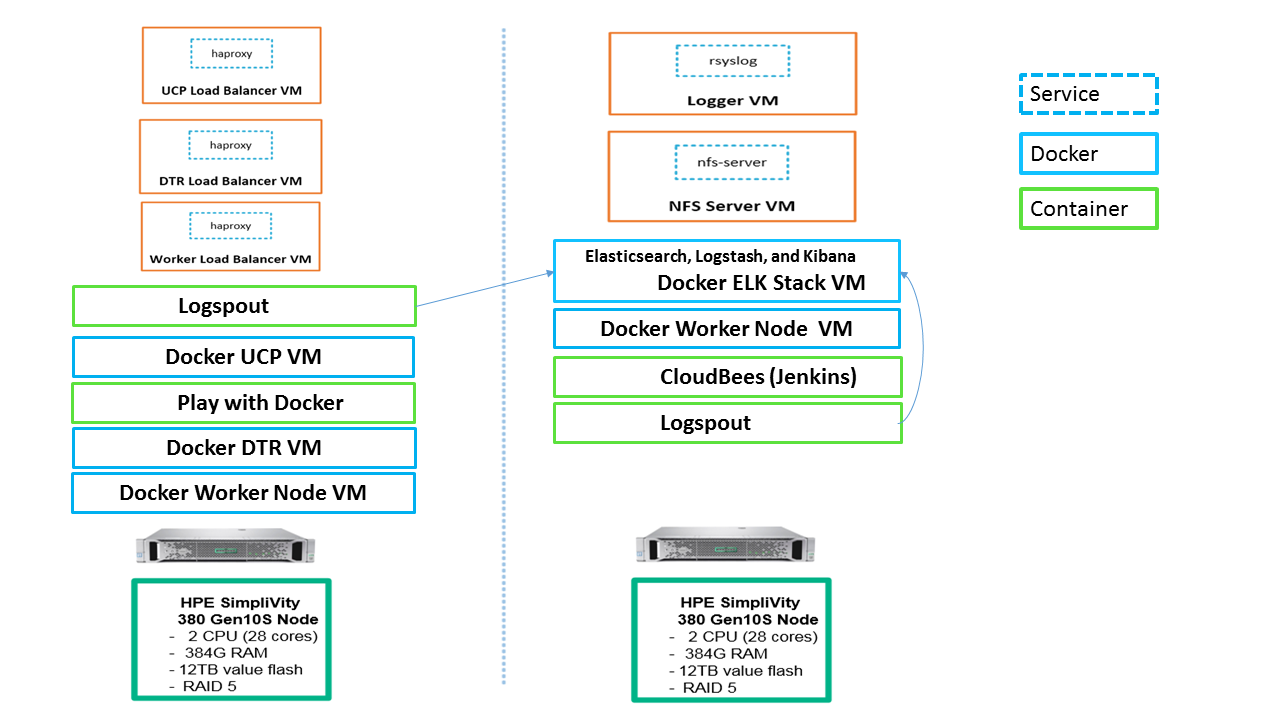 haproxy
UCP Load Balancer VM
haproxy
DTR Load Balancer VM
haproxy
Worker Load Balancer VM
Logspout
Docker UCP VM
Play with Docker
Docker DTR VM
Docker Worker Node VM
HPE SimpliVity
380 Gen10S Node
- 2 CPU (28 cores)
- 384G RAM
- 12TB value flash
- RAID 5
rsyslog
Logger VM
nfs-server
NFS Server VM
Elasticsearch, Logstash, and Kibana
Docker ELK Stack VM
Docker Worker Node VM
CloudBees (Jenkins)
Logspout
HPE SimpliVity
380 Gen10S Node
- 2 CPU (28 cores)
- 384G RAM
- 12TB value flash
- RAID 5
Service
Docker
Container